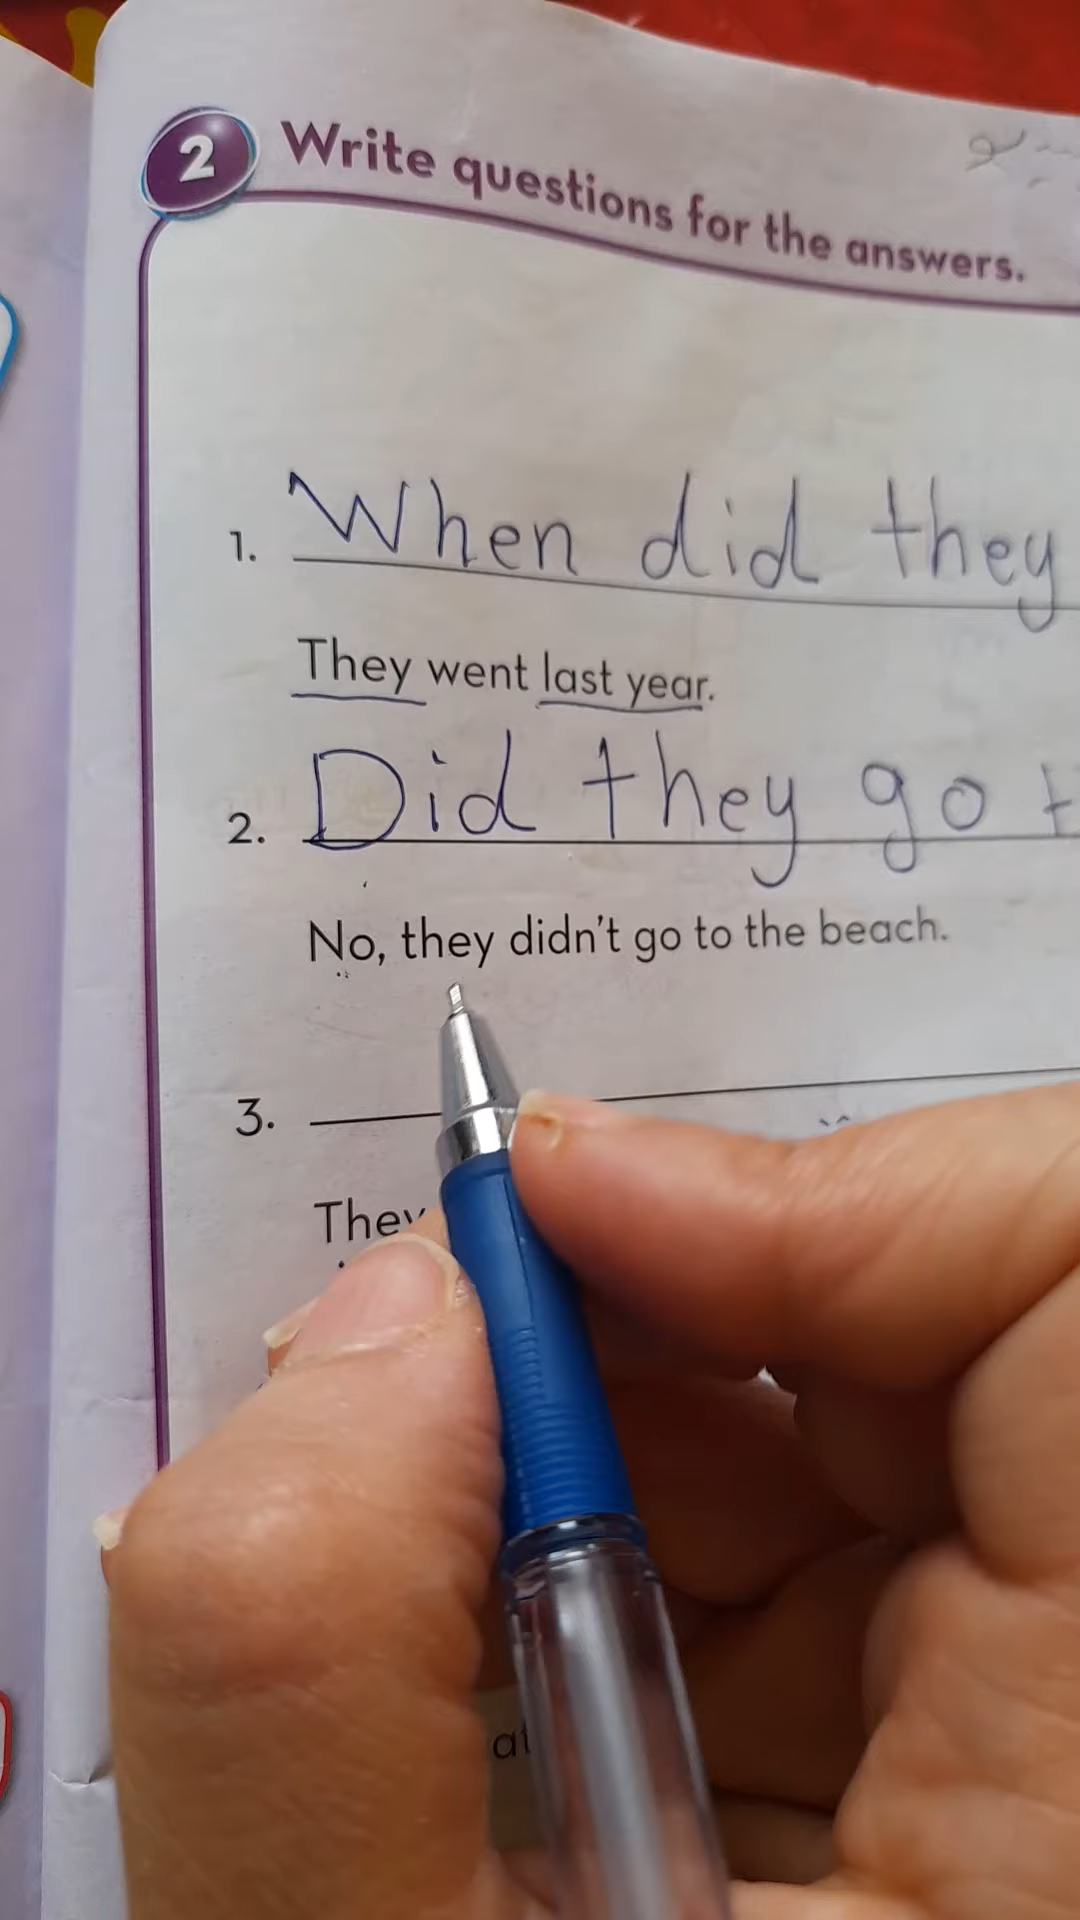 2 Write questions for the answers.
1. When did they
They went last year.
2. Did they go t
No, they didn't go to the beach.
3.
They
at